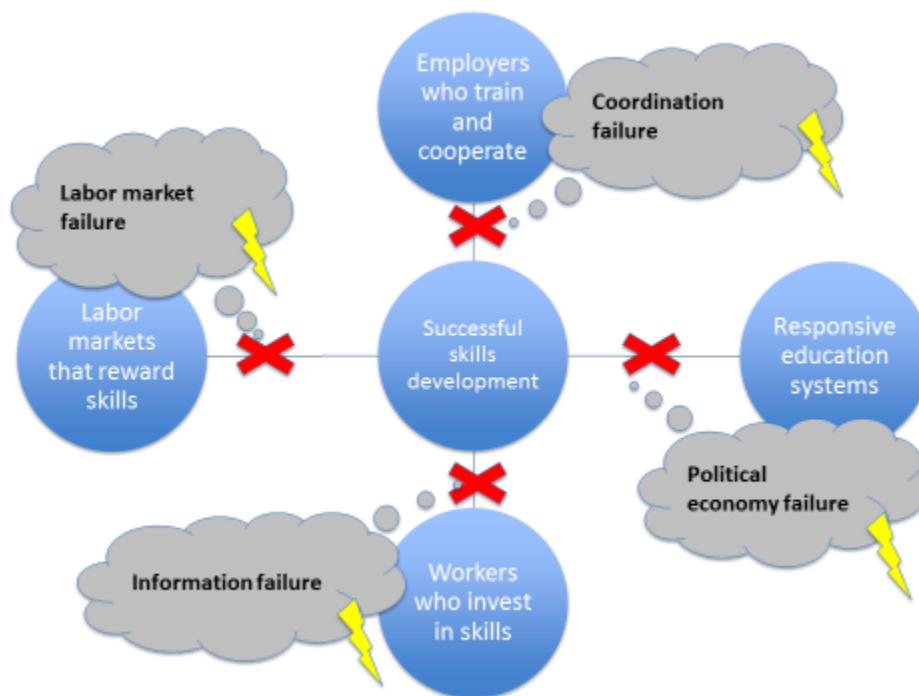 Employers
who train
and
cooperate
Coordination
failure
Labor market
failure
Labor
markets
that reward
skills
Successful
skills
development
Responsive
education
systems
Political
economy failure
Information failure
Workers
who invest
in skills